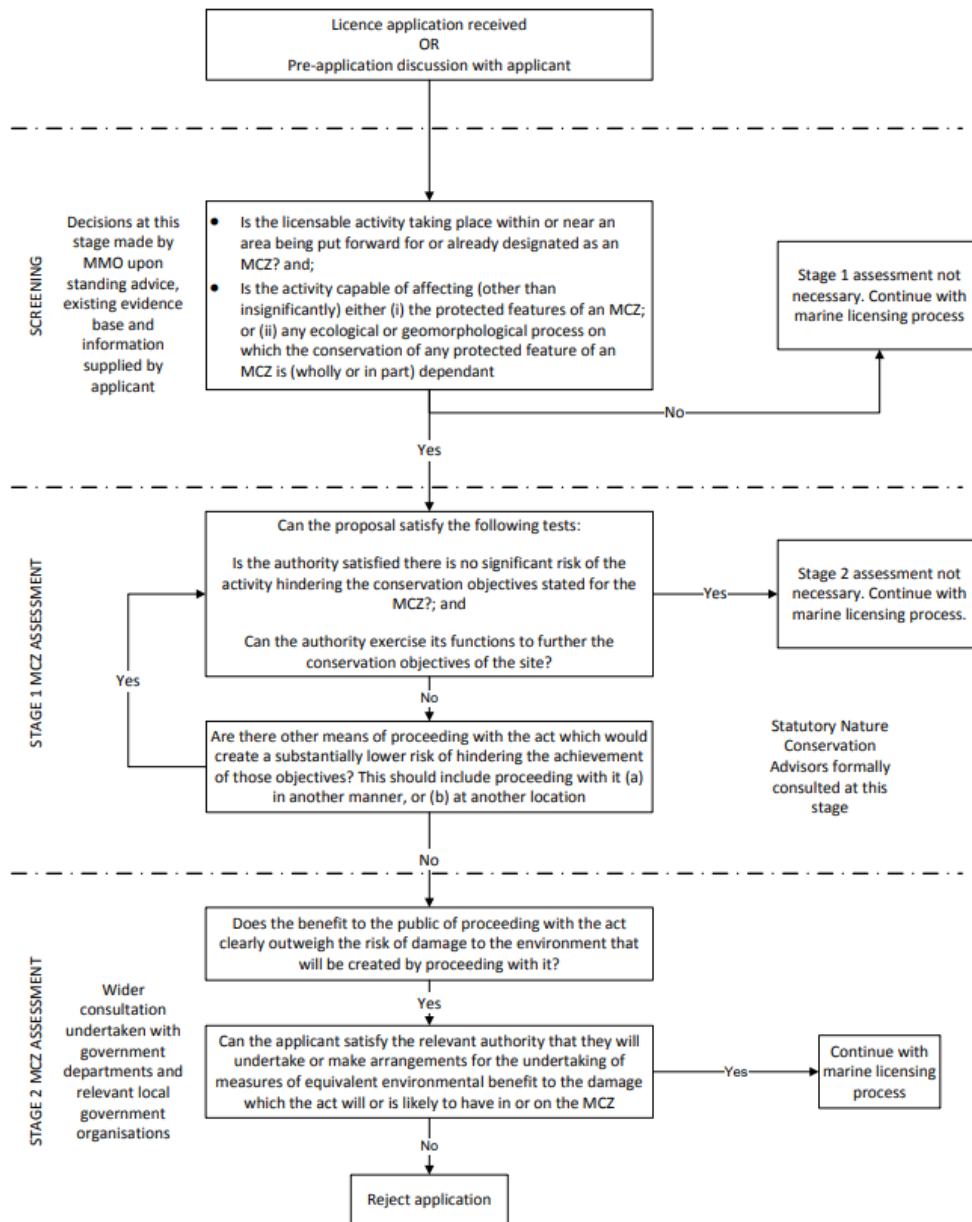 Licence application received
OR
Pre-application discussion with applicant
SCREENING
Decisions at this
stage made by
MMO upon
standing advice,
existing evidence
base and
information
supplied by
applicant
• Is the licensable activity taking place within or near an
area being put forward for or already designated as an
MCZ? and;
• Is the activity capable of affecting (other than
insignificantly) either (i) the protected features of an MCZ;
or (ii) any ecological or geomorphological process on
which the conservation of any protected feature of an
MCZ is (wholly or in part) dependant
Stage 1 assessment not
necessary. Continue with
marine licensing process
No
Yes
STAGE 1 MCZ ASSESSMENT
Can the proposal satisfy the following tests:
Is the authority satisfied there is no significant risk of the
activity hindering the conservation objectives stated for the
MCZ?; and
Can the authority exercise its functions to further the
conservation objectives of the site?
Yes
Stage 2 assessment not
necessary. Continue with
marine licensing process.
Yes
No
Are there other means of proceeding with the act which would
create a substantially lower risk of hindering the achievement
of those objectives? This should include proceeding with it (a)
in another manner, or (b) at another location
Statutory Nature
Conservation
Advisors formally
consulted at this
stage
No
STAGE 2 MCZ ASSESSMENT
Wider
consultation
undertaken with
government
departments and
relevant local
government
organisations
Does the benefit to the public of proceeding with the act
clearly outweigh the risk of damage to the environment that
will be created by proceeding with it?
Yes
Can the applicant satisfy the relevant authority that they will
undertake or make arrangements for the undertaking of
measures of equivalent environmental benefit to the damage
which the act will or is likely to have in or on the MCZ
Yes
Continue with
marine licensing
process
No
Reject application